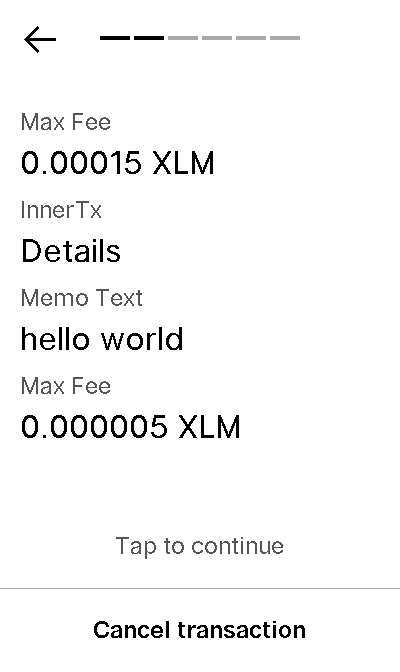 Max Fee
0.00015 XLM
InnerTx
Details
Memo Text
hello world
Max Fee
0.000005 XLM
Tap to continue
Cancel transaction